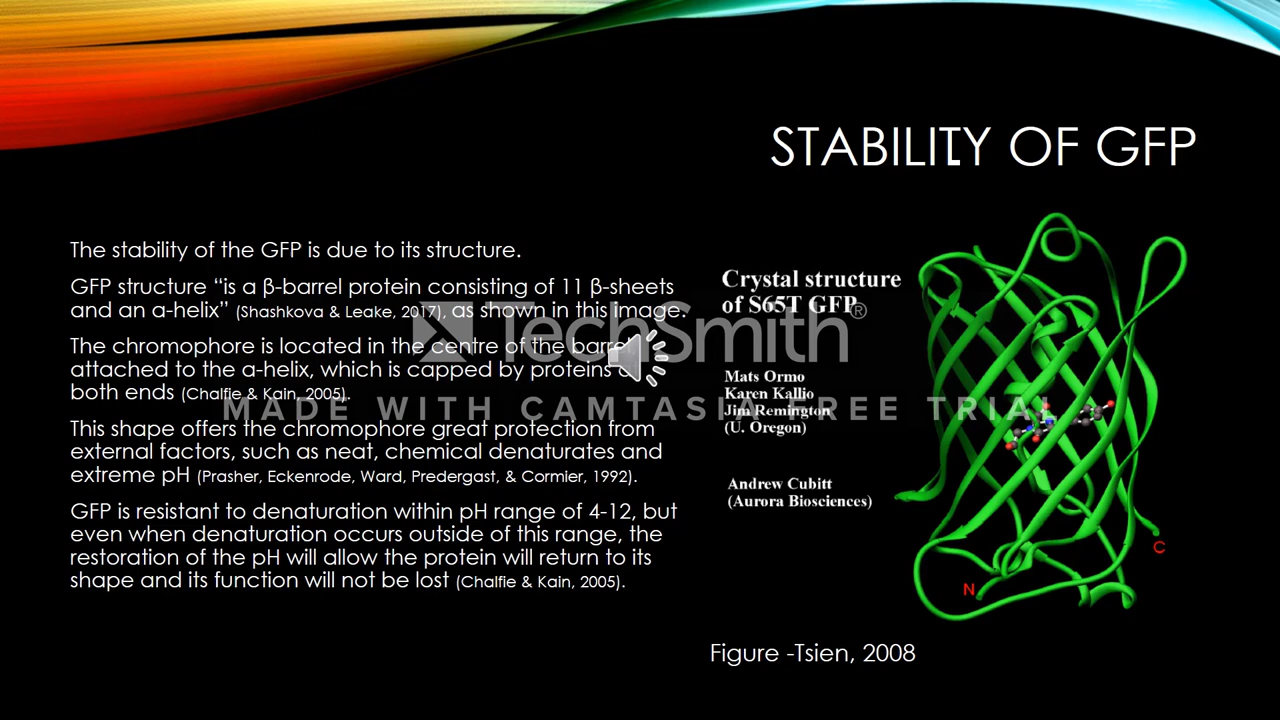 STABILITY OF GFP
The stability of the GFP is due to its structure.
GFP structure “is a β-barrel protein consisting of 11 β-sheets
and an α-helix” (Shashkova & Leake, 2017), as shown in this image.
The chromophore is located in the centre of the barrel
attached to the α-helix, which is capped by proteins
both ends (Chalfie & Kain, 2005).
This shape offers the chromophore great protection from
external factors, such as neat, chemical denaturates and
extreme pH (Prasher, Eckenrode, Ward, Predergast, & Cormier, 1992).
GFP is resistant to denaturation within pH range of 4-12, but
even when denaturation occurs outside of this range, the
restoration of the pH will allow the protein will return to its
shape and its function will not be lost (Chalfie & Kain, 2005).
Crystal structure
of S65T GFP
Mats Ormo
Karen Kallio
Jim Remington
(U. Oregon)
Andrew Cubitt
(Aurora Biosciences)
N
C
Figure -Tsien, 2008
TechSmith®
MADE WITH CAMTASIA FREE TRIAL